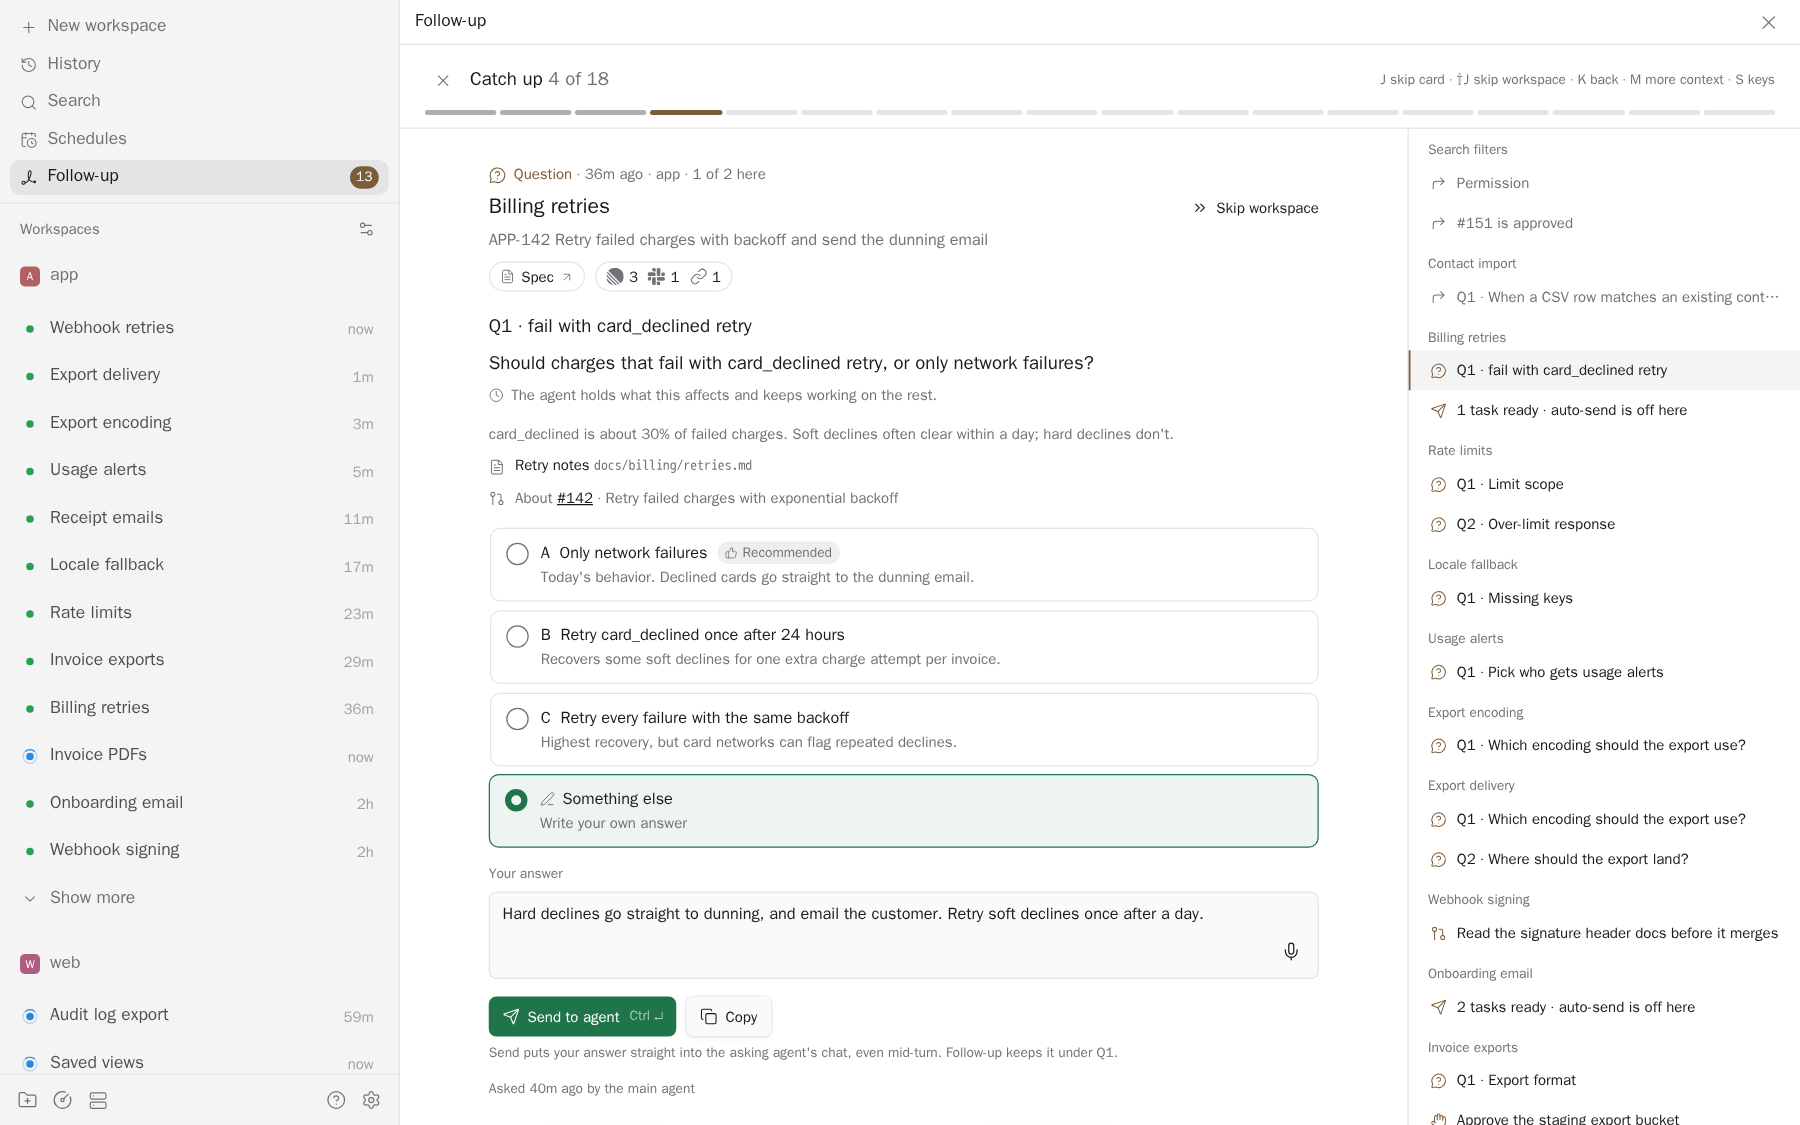 New workspace
History
Search
Schedules
Follow-up 13
Workspaces
A app
Webhook retries now
Export delivery 1m
Export encoding 3m
Usage alerts 5m
Receipt emails 11m
Locale fallback 17m
Rate limits 23m
Invoice exports 29m
Billing retries 36m
Invoice PDFs now
Onboarding email 2h
Webhook signing 2h
Show more
W web
Audit log export 59m
Saved views now
Follow-up
Catch up 4 of 18
J skip card · ⇧J skip workspace · K back · M more context · S keys
Question · 36m ago · app · 1 of 2 here
Billing retries
Skip workspace
APP-142 Retry failed charges with backoff and send the dunning email
Spec 3 1 1
Q1 · fail with card_declined retry
Should charges that fail with card_declined retry, or only network failures?
The agent holds what this affects and keeps working on the rest.
card_declined is about 30% of failed charges. Soft declines often clear within a day; hard declines don't.
Retry notes docs/billing/retries.md
About #142 · Retry failed charges with exponential backoff
A Only network failures Recommended
Today's behavior. Declined cards go straight to the dunning email.
B Retry card_declined once after 24 hours
Recovers some soft declines for one extra charge attempt per invoice.
C Retry every failure with the same backoff
Highest recovery, but card networks can flag repeated declines.
Something else
Write your own answer
Your answer
Hard declines go straight to dunning, and email the customer. Retry soft declines once after a day.
Send to agent Ctrl ↵
Copy
Send puts your answer straight into the asking agent's chat, even mid-turn. Follow-up keeps it under Q1.
Asked 40m ago by the main agent
Search filters
Permission
#151 is approved
Contact import
Q1 · When a CSV row matches an existing cont…
Billing retries
Q1 · fail with card_declined retry
1 task ready · auto-send is off here
Rate limits
Q1 · Limit scope
Q2 · Over-limit response
Locale fallback
Q1 · Missing keys
Usage alerts
Q1 · Pick who gets usage alerts
Export encoding
Q1 · Which encoding should the export use?
Export delivery
Q1 · Which encoding should the export use?
Q2 · Where should the export land?
Webhook signing
Read the signature header docs before it merges
Onboarding email
2 tasks ready · auto-send is off here
Invoice exports
Q1 · Export format
Approve the staging export bucket